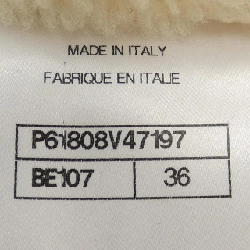 MADE IN ITALY
FABRIQUE EN ITALIE
P61808V47197
BE107 36